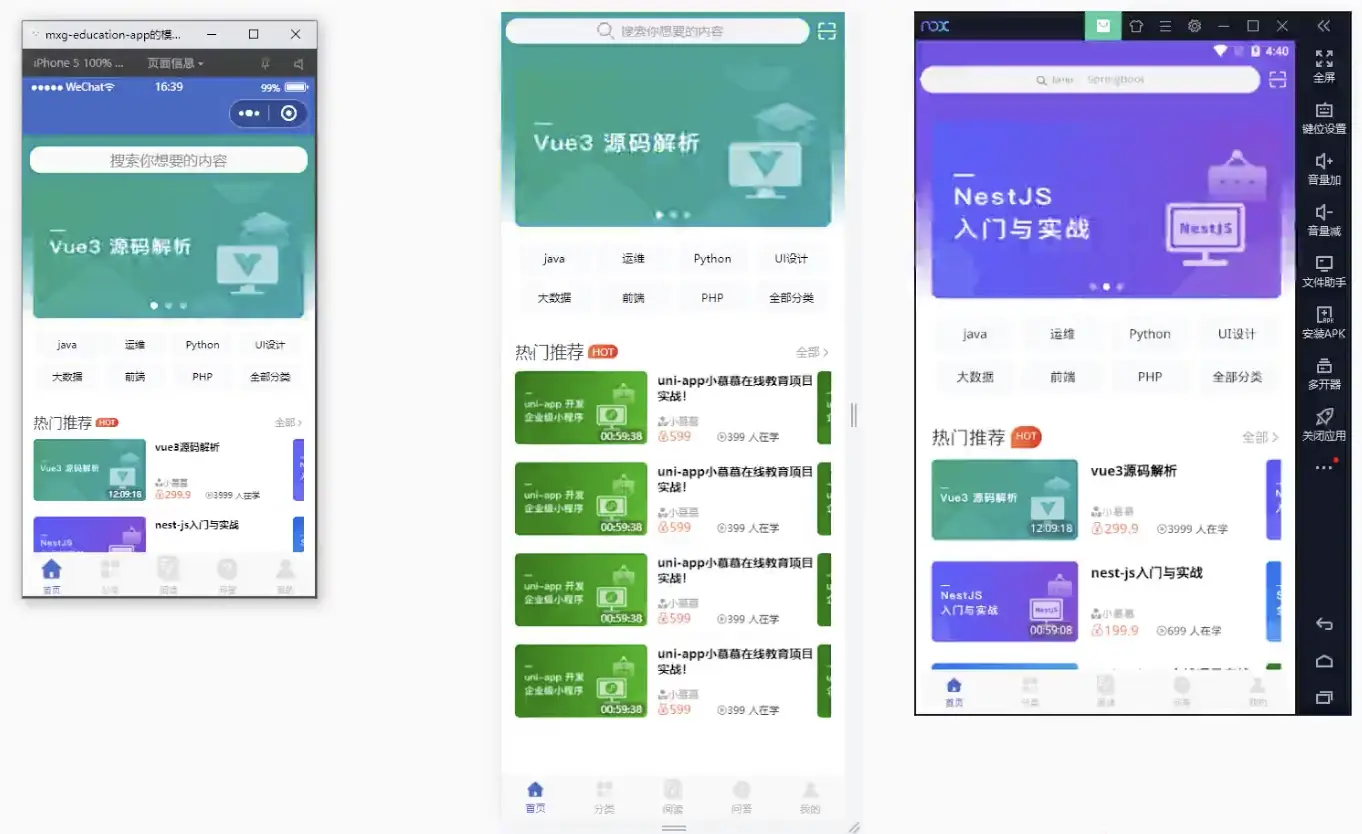 mxg-education-app的模...
iPhone 5 100% ...
页面信息
WeChat
16:39
99%
搜索你想要的内容
Vue3 源码解析
java
运维
Python
UI设计
大数据
前端
PHP
全部分类
热门推荐
HOT
全部
Vue3 源码解析
12:09:18
vue3源码解析
小慕慕
299.9
3999 人在学
NestJS
nest-js入门与实战
首页
搜索你想要的内容
Vue3 源码解析
java
运维
Python
UI设计
大数据
前端
PHP
全部分类
热门推荐
HOT
全部
uni-app 开发
企业级小程序
00:59:38
uni-app小慕慕在线教育项目
实战!
小慕慕
599
399 人在学
uni-app 开发
企业级小程序
00:59:38
uni-app小慕慕在线教育项目
实战!
小慕慕
599
399 人在学
uni-app 开发
企业级小程序
00:59:38
uni-app小慕慕在线教育项目
实战!
小慕慕
599
399 人在学
uni-app 开发
企业级小程序
00:59:38
uni-app小慕慕在线教育项目
实战!
小慕慕
599
399 人在学
首页
分类
阅读
问答
我的
nox
4:40
SpringBoot
NestJS
入门与实战
NestJS
java
运维
Python
UI设计
大数据
前端
PHP
全部分类
热门推荐
HOT
全部
Vue3 源码解析
12:09:18
vue3源码解析
小慕慕
299.9
3999 人在学
NestJS
入门与实战
NestJS
00:59:08
nest-js入门与实战
小慕慕
199.9
699 人在学
首页
全屏
键位设置
音量加
音量减
文件助手
安装APK
多开器
关闭应用